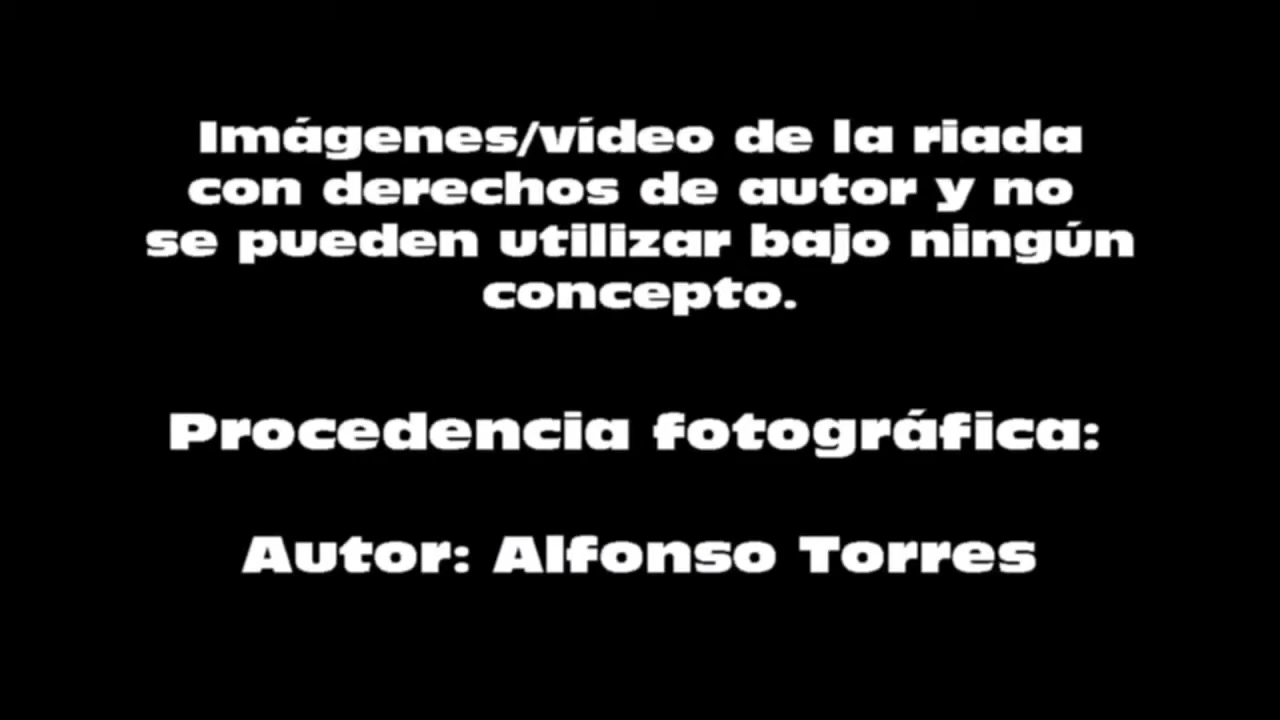 Imágenes/vídeo de la riada
con derechos de autor y no
se pueden utilizar bajo ningún
concepto.
Procedencia fotográfica:
Autor: Alfonso Torres